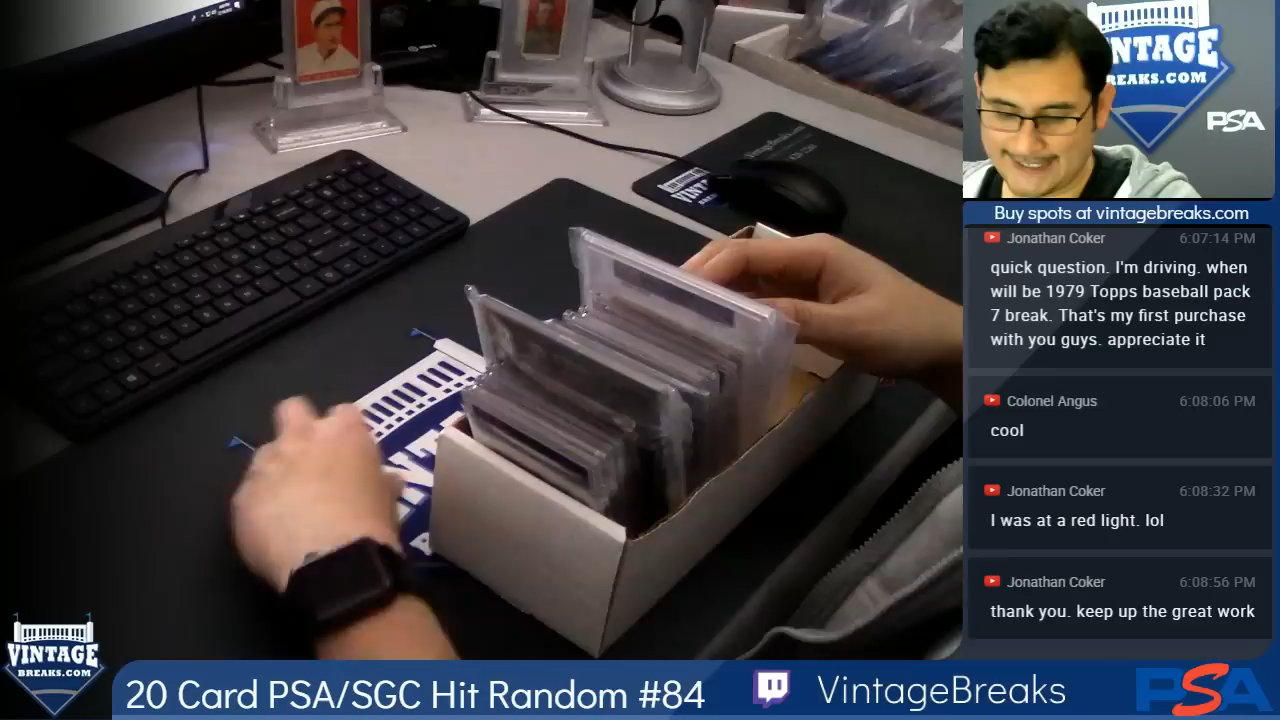 VINTAGE
BREAKS.COM
PSA
Buy spots at vintagebreaks.com
Jonathan Coker 6:07:14 PM
quick question. I'm driving. when
will be 1979 Topps baseball pack
7 break. That's my first purchase
with you guys. appreciate it
Colonel Angus 6:08:06 PM
cool
Jonathan Coker 6:08:32 PM
I was at a red light. lol
Jonathan Coker 6:08:56 PM
thank you. keep up the great work
VINTAGE
BREAKS.COM
20 Card PSA/SGC Hit Random #84
VintageBreaks
PSA